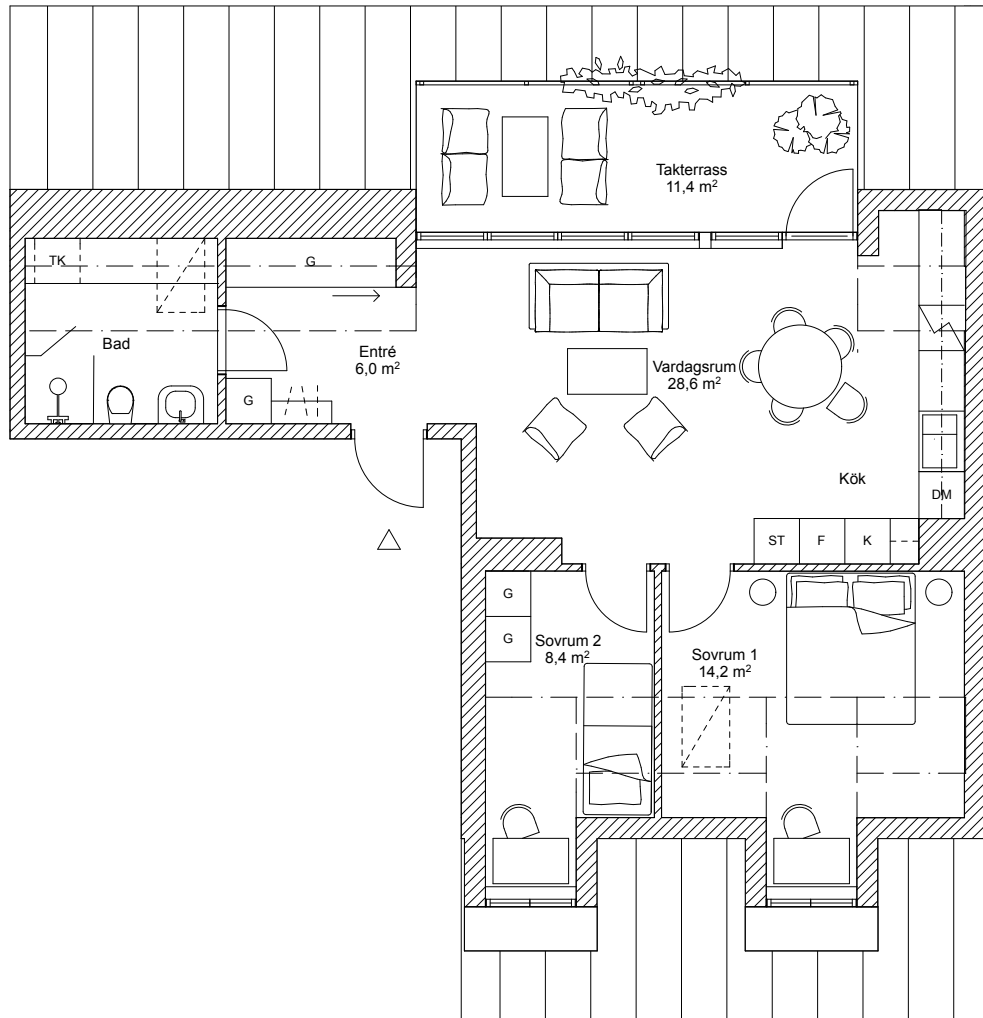 Takterrass
11,4 m²
TK
G
Bad
Entré
6,0 m²
G
Vardagsrum
28,6 m²
Kök
DM
ST
F
K
G
G
Sovrum 2
8,4 m²
Sovrum 1
14,2 m²